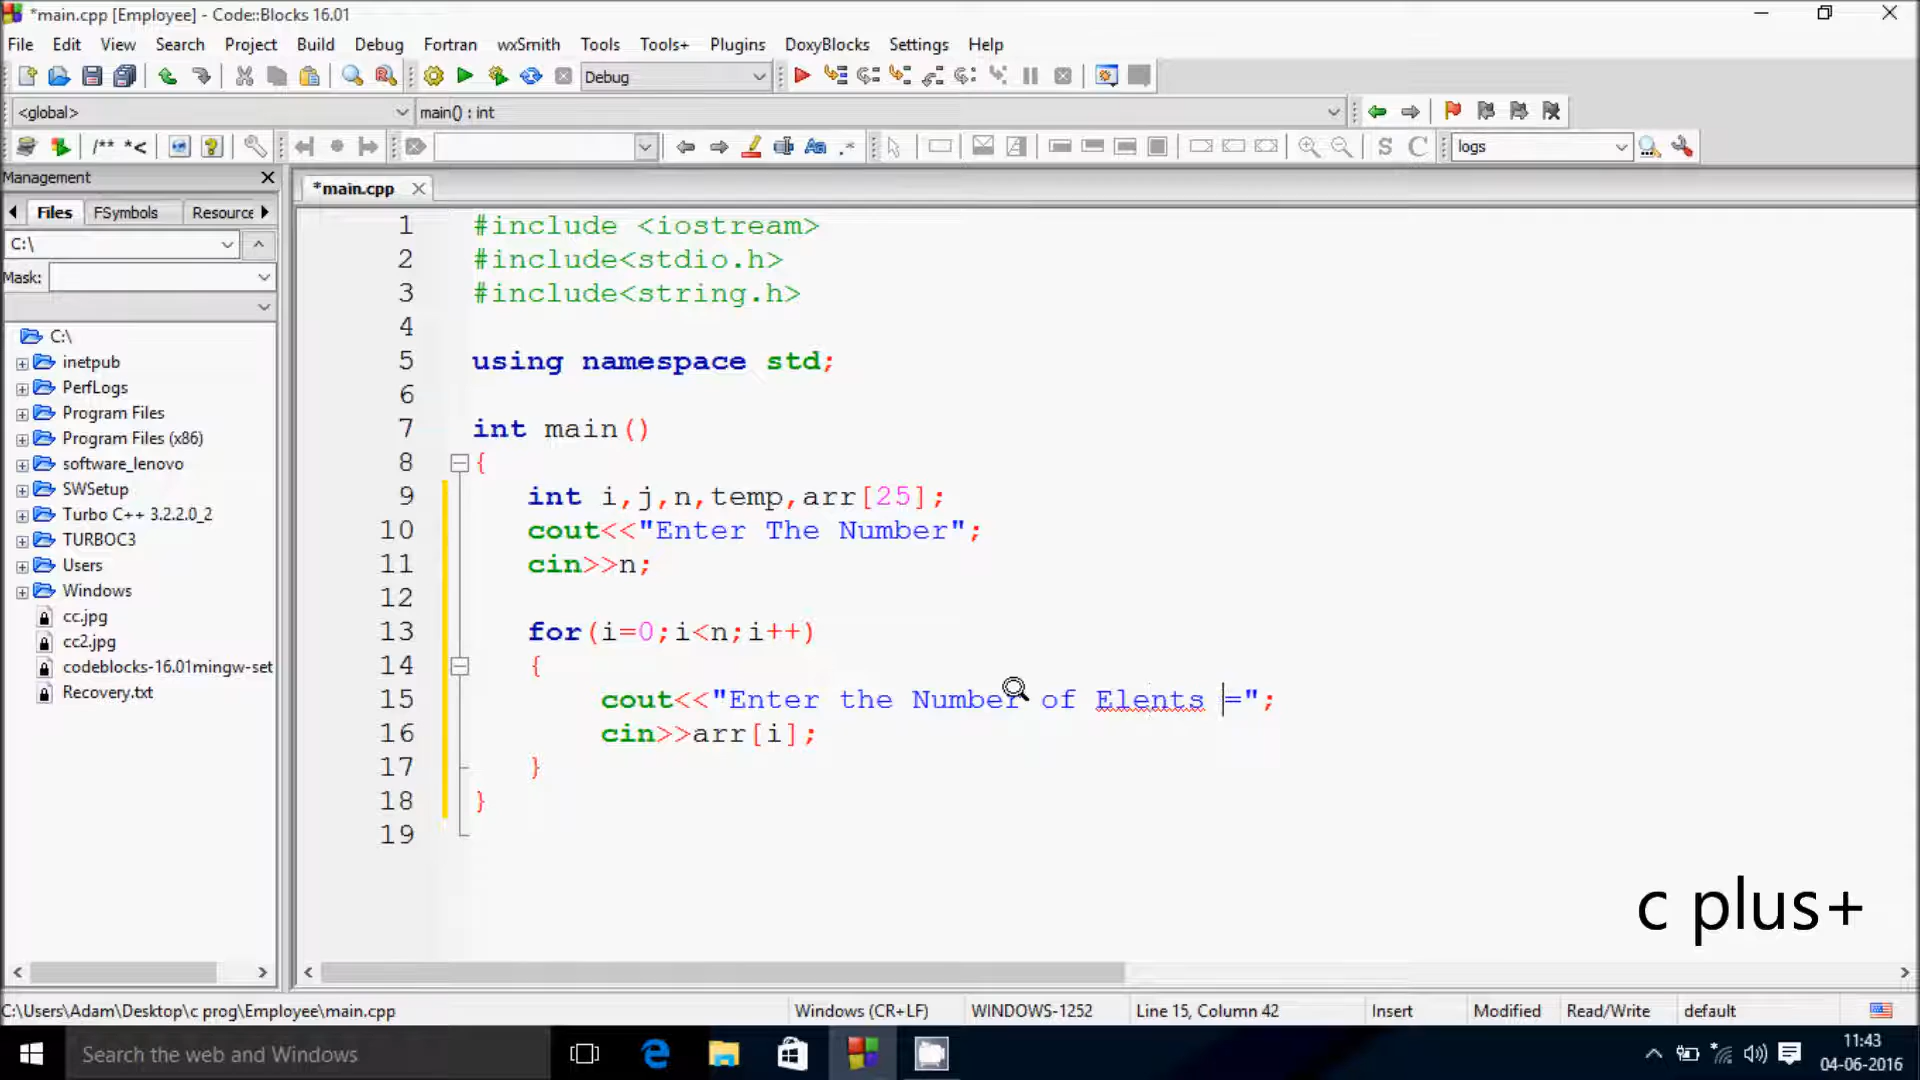 *main.cpp [Employee] - Code::Blocks 16.01
File Edit View Search Project Build Debug Fortran wxSmith Tools Tools+ Plugins DoxyBlocks Settings Help
Debug
<global> main() : int
/** *< Aa .* S C logs
Management
Files FSymbols Resource
*main.cpp
C:\
Mask:
C:\
inetpub
PerfLogs
Program Files
Program Files (x86)
software_lenovo
SWSetup
Turbo C++ 3.2.2.0_2
TURBOC3
Users
Windows
cc.jpg
cc2.jpg
codeblocks-16.01mingw-set
Recovery.txt
1 #include <iostream>
2 #include<stdio.h>
3 #include<string.h>
4
5 using namespace std;
6
7 int main()
8 {
9 int i,j,n,temp,arr[25];
10 cout<<"Enter The Number";
11 cin>>n;
12
13 for(i=0;i<n;i++)
14 {
15 cout<<"Enter the Number of Elents =";
16 cin>>arr[i];
17 }
18 }
19
c plus+
C:\Users\Adam\Desktop\c prog\Employee\main.cpp Windows (CR+LF) WINDOWS-1252 Line 15, Column 42 Insert Modified Read/Write default
Search the web and Windows
11:43
04-06-2016